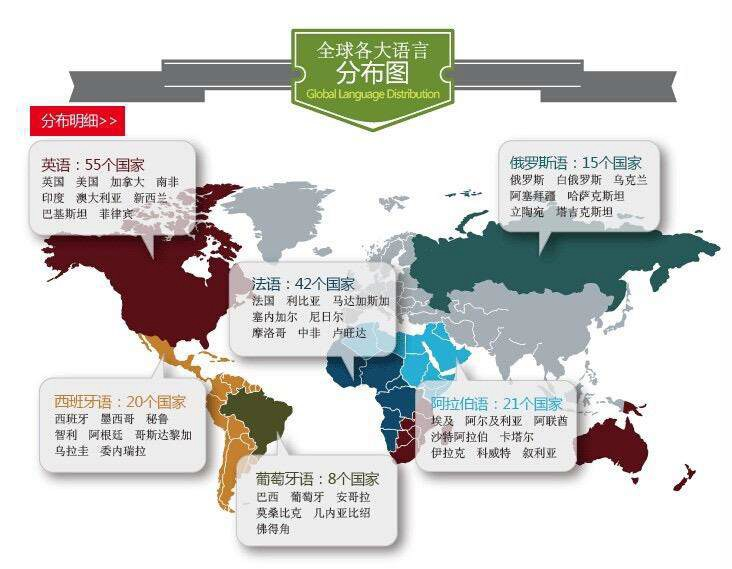 全球各大语言
分布图
Global Language Distribution
分布明细>>
英语：55个国家
英国 美国 加拿大 南非
印度 澳大利亚 新西兰
巴基斯坦 菲律宾
俄罗斯语：15个国家
俄罗斯 白俄罗斯 乌克兰
阿塞拜疆 哈萨克斯坦
立陶宛 塔吉克斯坦
法语：42个国家
法国 利比亚 马达加斯加
塞内加尔 尼日尔
摩洛哥 中非 卢旺达
西班牙语：20个国家
西班牙 墨西哥 秘鲁
智利 阿根廷 哥斯达黎加
乌拉圭 委内瑞拉
阿拉伯语：21个国家
埃及 阿尔及利亚 阿联酋
沙特阿拉伯 卡塔尔
伊拉克 科威特 叙利亚
葡萄牙语：8个国家
巴西 葡萄牙 安哥拉
莫桑比克 几内亚比绍
佛得角